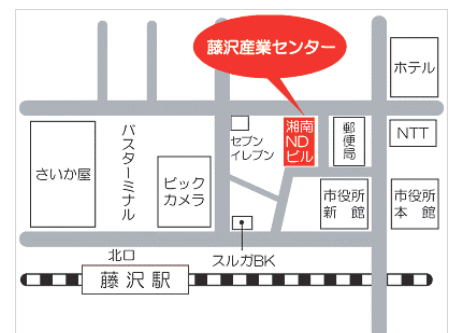 藤沢産業センター
ホテル
セブン
イレブン
湘南
ND
ビル
郵便局
NTT
さいか屋
バスターミナル
ビック
カメラ
市役所
新館
市役所
本館
スルガBK
北口
藤沢駅